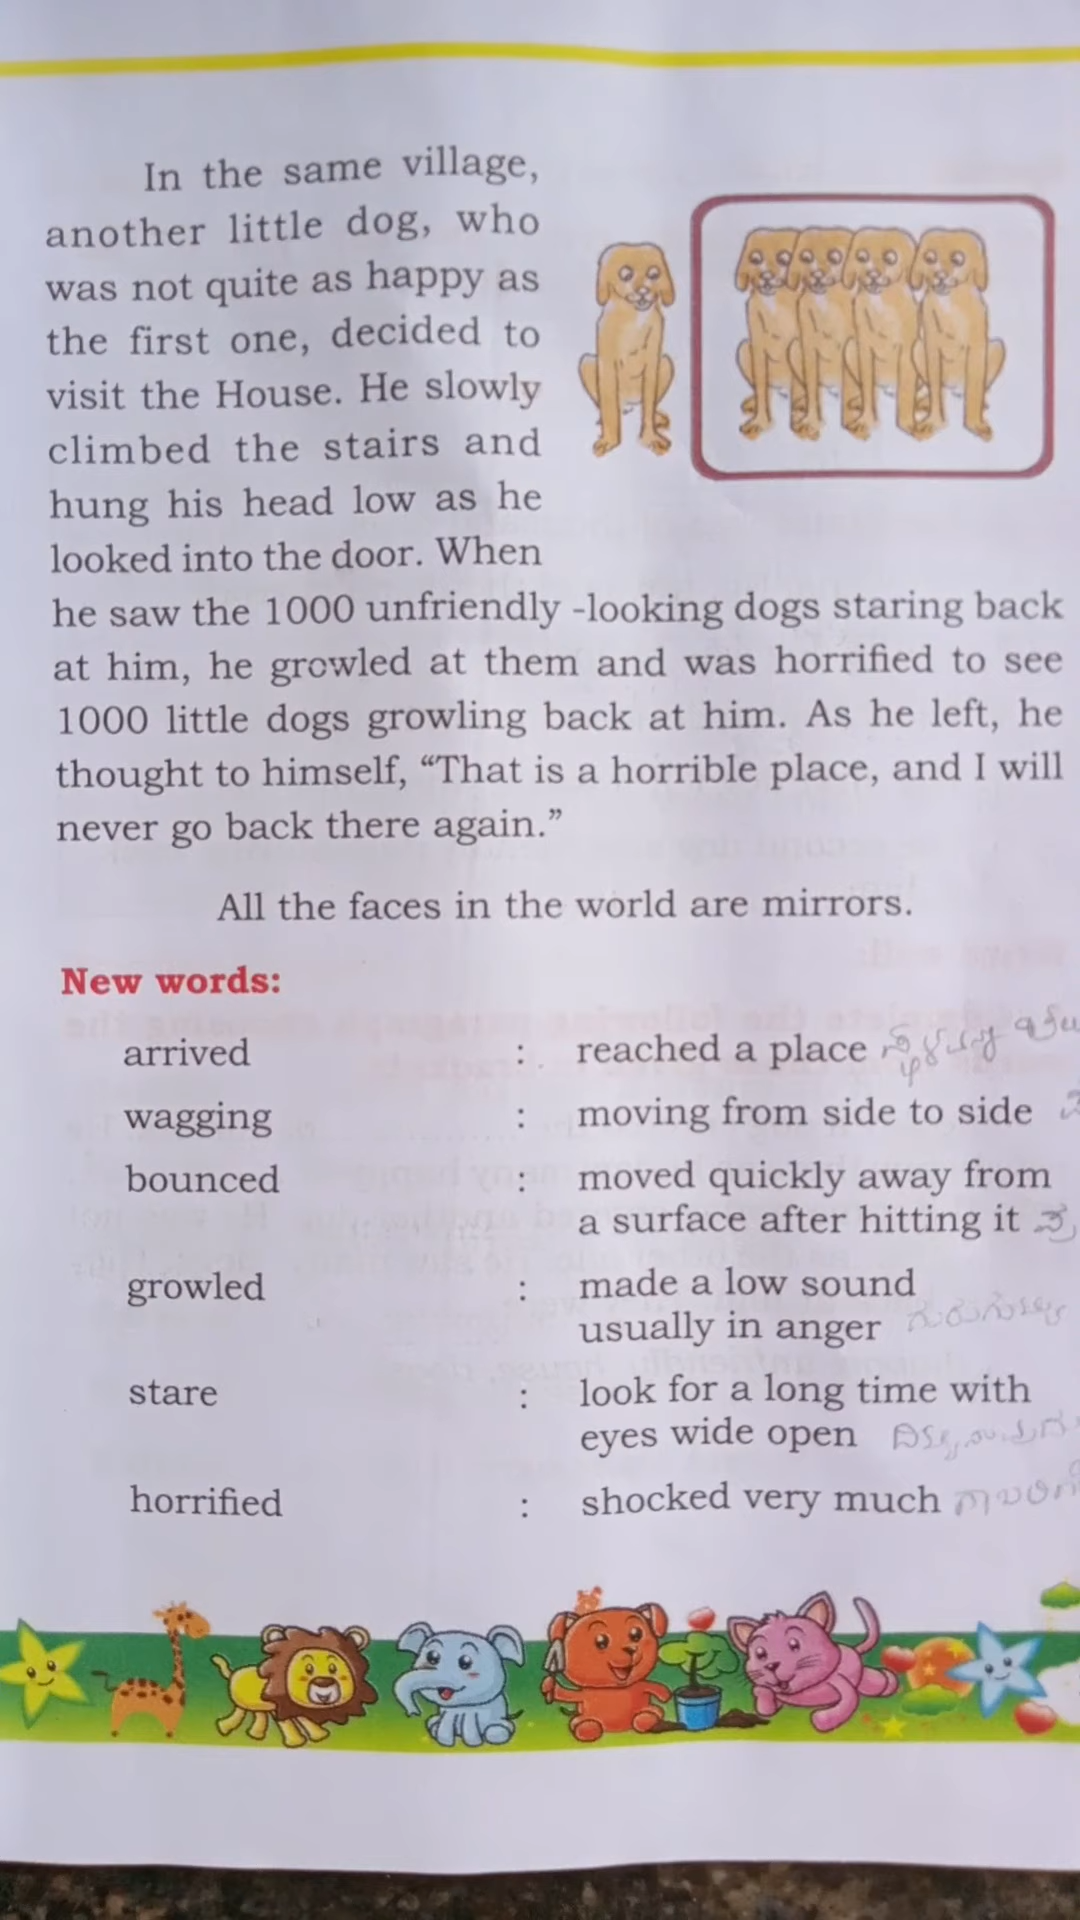 In the same village,
another little dog, who
was not quite as happy as
the first one, decided to
visit the House. He slowly
climbed the stairs and
hung his head low as he
looked into the door. When
he saw the 1000 unfriendly -looking dogs staring back
at him, he growled at them and was horrified to see
1000 little dogs growling back at him. As he left, he
thought to himself, “That is a horrible place, and I will
never go back there again.”
All the faces in the world are mirrors.
New words:
arrived : reached a place
wagging : moving from side to side
bounced : moved quickly away from
a surface after hitting it
growled : made a low sound
usually in anger
stare : look for a long time with
eyes wide open
horrified : shocked very much